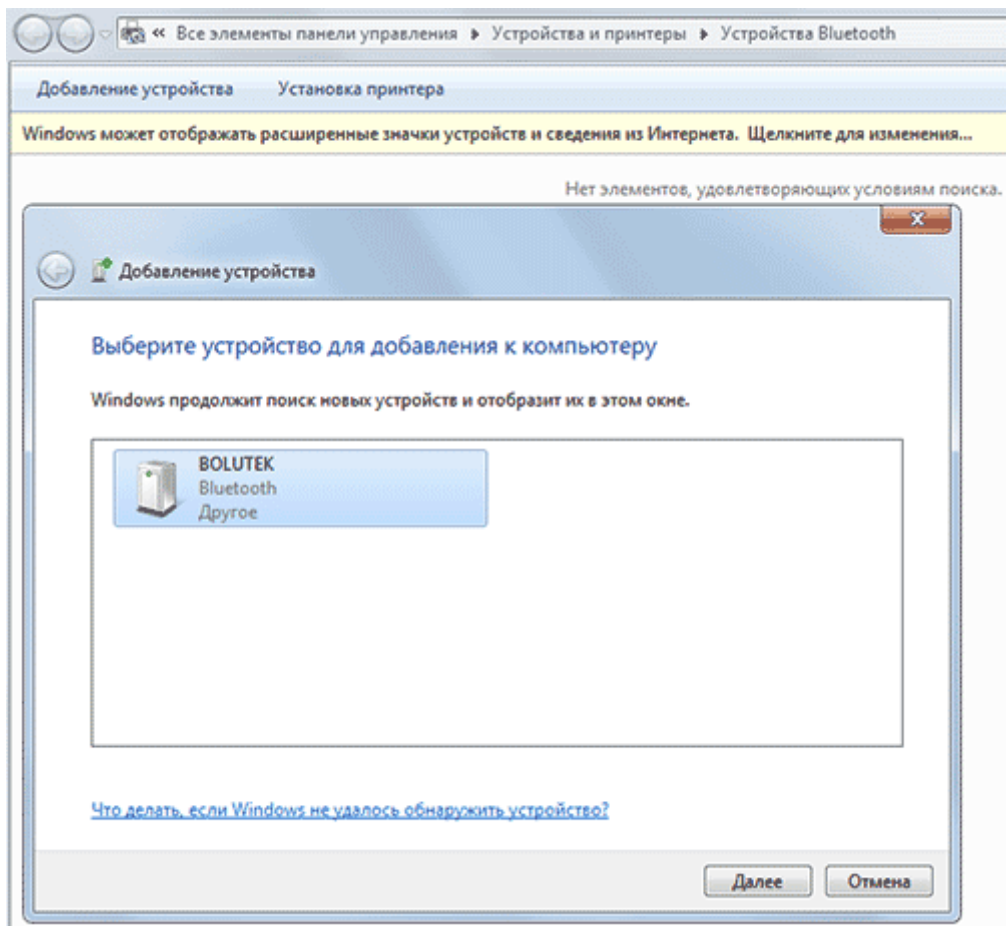 « Все элементы панели управления ▸ Устройства и принтеры ▸ Устройства Bluetooth
Добавление устройства Установка принтера
Windows может отображать расширенные значки устройств и сведения из Интернета. Щелкните для изменения...
Нет элементов, удовлетворяющих условиям поиска.
Добавление устройства
Выберите устройство для добавления к компьютеру
Windows продолжит поиск новых устройств и отобразит их в этом окне.
BOLUTEK
Bluetooth
Другое
Что делать, если Windows не удалось обнаружить устройство?
Далее Отмена